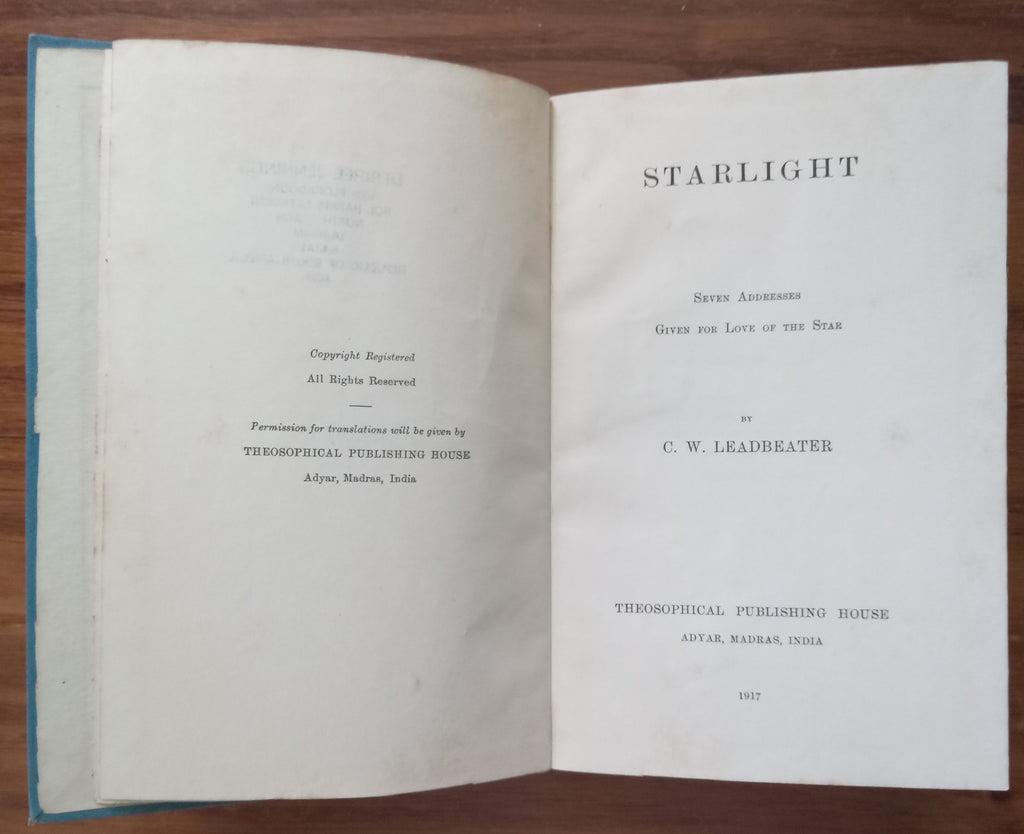 Copyright Registered
All Rights Reserved
Permission for translations will be given by
THEOSOPHICAL PUBLISHING HOUSE
Adyar, Madras, India
STARLIGHT
Seven Addresses
Given for Love of the Star
BY
C. W. LEADBEATER
THEOSOPHICAL PUBLISHING HOUSE
ADYAR, MADRAS, INDIA
1917